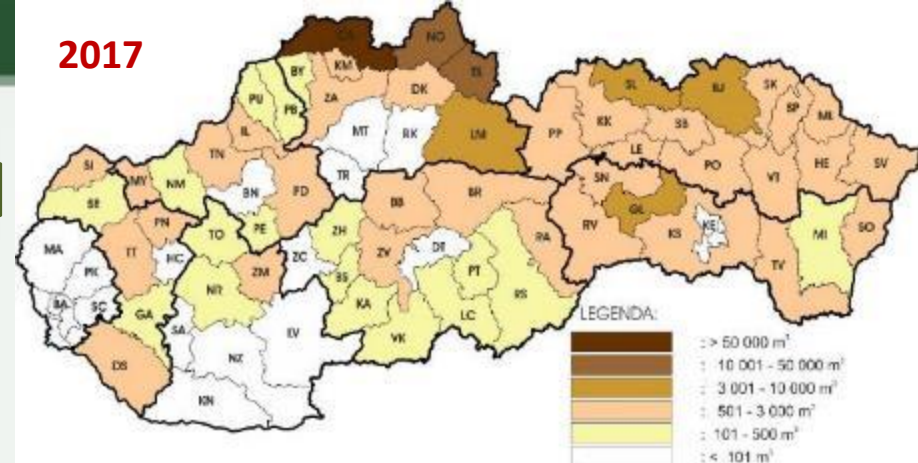 2017
NO
KM
TS
BY
ZA
DK
PU
PB
SL
BJ
SK
SP
ML
MT
RK
LM
PP
KK
SB
IL
TN
LE
PO
VT
HE
SV
SI
MY
NM
BN
PD
TR
SN
SE
BB
BR
GL
PN
TO
PE
ZH
RV
KS
KE
MI
SO
MA
TT
HC
ZC
ZV
DT
RA
TV
PK
NR
ZM
BS
PT
BA
SC
GA
KA
LC
RS
SA
LV
VK
DS
NZ
KN
LEGENDA:
: > 50 000 m³
: 10 001 - 50 000 m³
: 3 001 - 10 000 m³
: 501 - 3 000 m³
: 101 - 500 m³
: < 101 m³